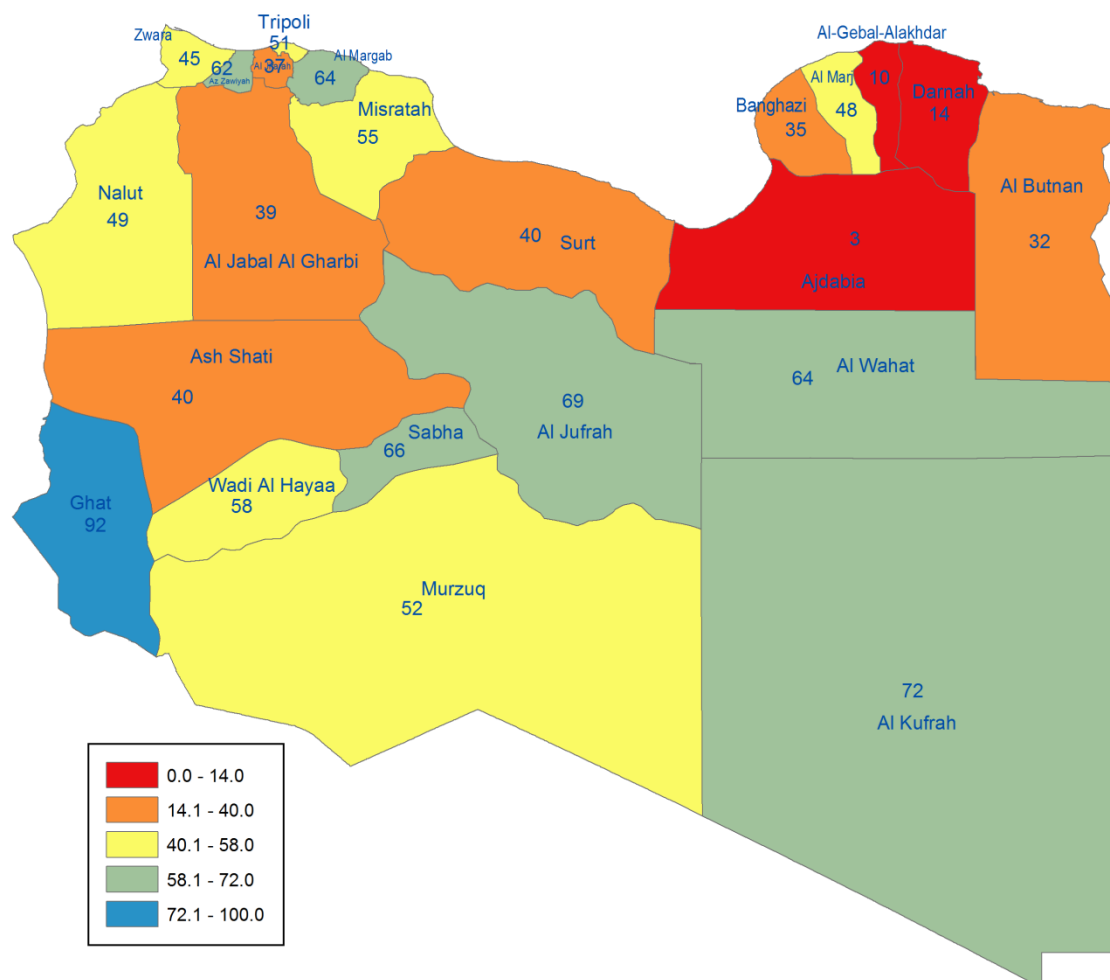 Tripoli
Zwara
51
45
62
Az Zawiyah
37
Al Margab
64
Al-Gebal-Alakhdar
10
Al Marj
48
Darnah
14
Banghazi
35
Misratah
55
Nalut
49
39
Al Jabal Al Gharbi
40
Surt
3
Ajdabia
Al Butnan
32
Ash Shati
40
Al Wahat
64
69
Al Jufrah
Sabha
66
Wadi Al Hayaa
58
Ghat
92
Murzuq
52
72
Al Kufrah
0.0 - 14.0
14.1 - 40.0
40.1 - 58.0
58.1 - 72.0
72.1 - 100.0